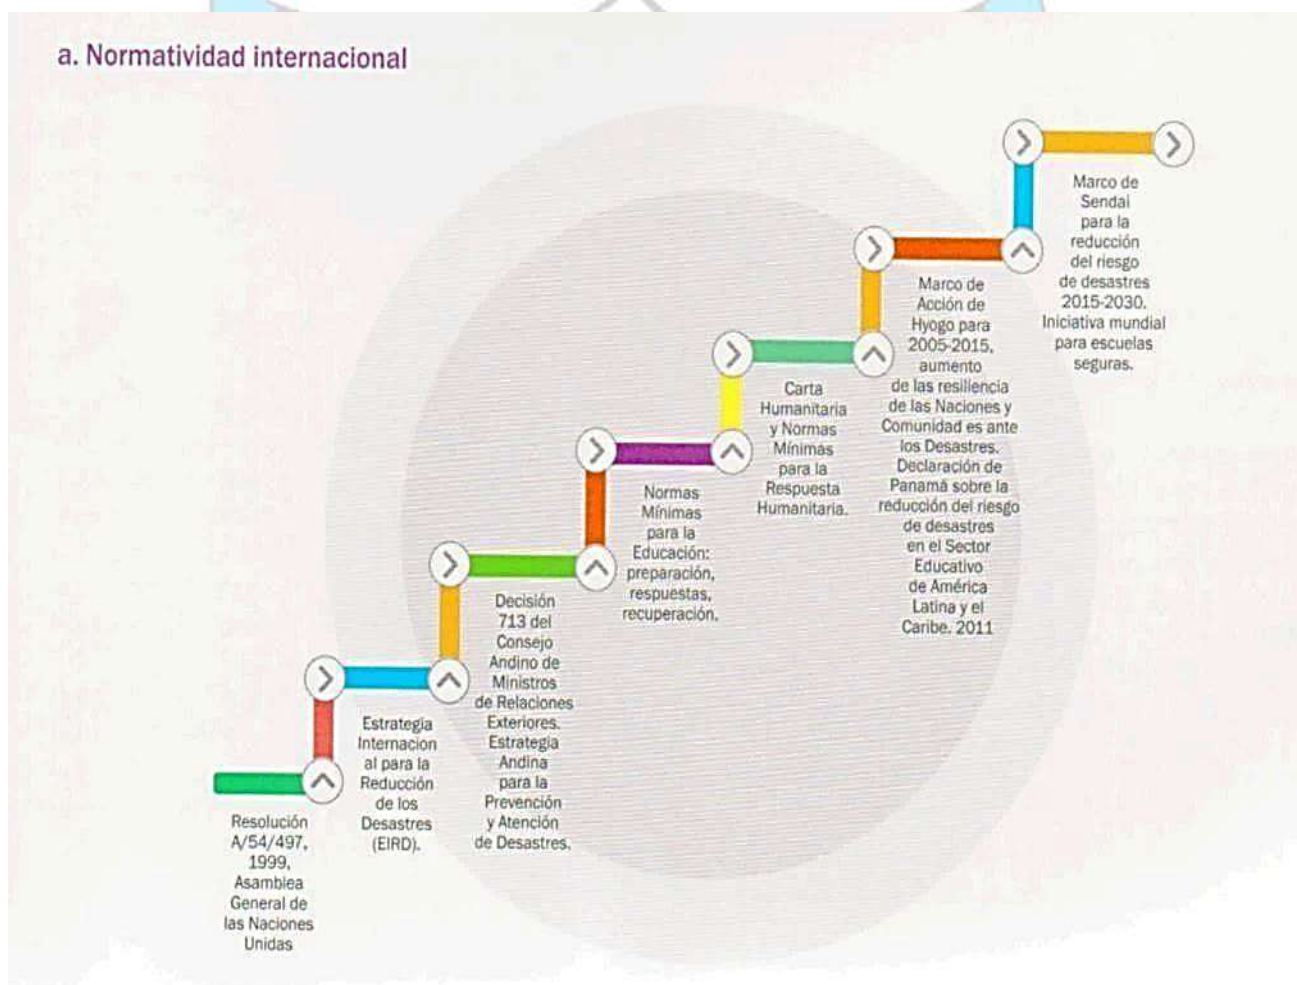 a. Normatividad internacional
Marco de
Sendai
para la
reducción
del riesgo
de desastres
2015-2030.
Iniciativa mundial
para escuelas
seguras.
Marco de
Acción de
Hyogo para
2005-2015,
aumento
de las resiliencia
de las Naciones y
Comunidad es ante
los Desastres.
Declaración de
Panamá sobre la
reducción del riesgo
de desastres
en el Sector
Educativo
de América
Latina y el
Caribe. 2011
Carta
Humanitaria
y Normas
Mínimas
para la
Respuesta
Humanitaria.
Normas
Mínimas
para la
Educación:
preparación,
respuestas,
recuperación.
Decisión
713 del
Consejo
Andino de
Ministros
de Relaciones
Exteriores.
Estrategia
Andina
para la
Prevención
y Atención
de Desastres.
Estrategia
Internacion
al para la
Reducción
de los
Desastres
(EIRD).
Resolución
A/54/497,
1999,
Asamblea
General de
las Naciones
Unidas